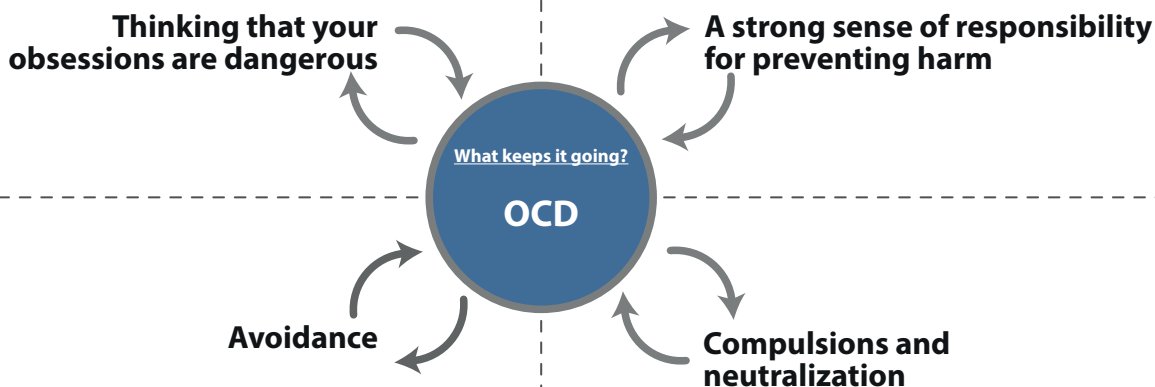 Thinking that your
obsessions are dangerous
A strong sense of responsibility
for preventing harm
What keeps it going?
OCD
Avoidance
Compulsions and
neutralization